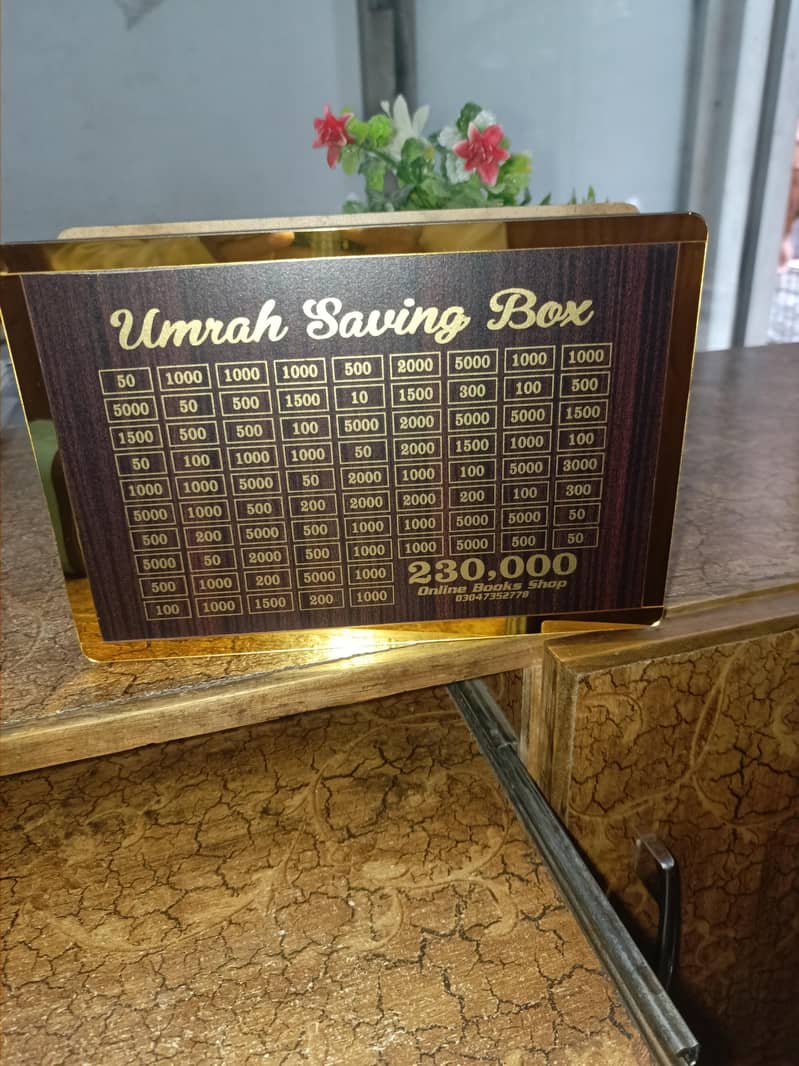 Umrah Saving Box
50 1000 1000 1000 500 2000 5000 1000 1000
5000 50 500 1500 10 1500 300 100 500
1500 500 500 100 5000 2000 5000 5000 1500
50 100 1000 1000 50 2000 1500 1000 100
1000 1000 5000 50 2000 1000 100 5000 3000
5000 1000 500 200 2000 2000 200 100 300
500 200 5000 500 1000 1000 5000 5000 50
5000 50 2000 500 1000 1000 5000 500 50
500 1000 200 5000 1000
100 1000 1500 200 1000
230,000
Online Books Shop
03047352778